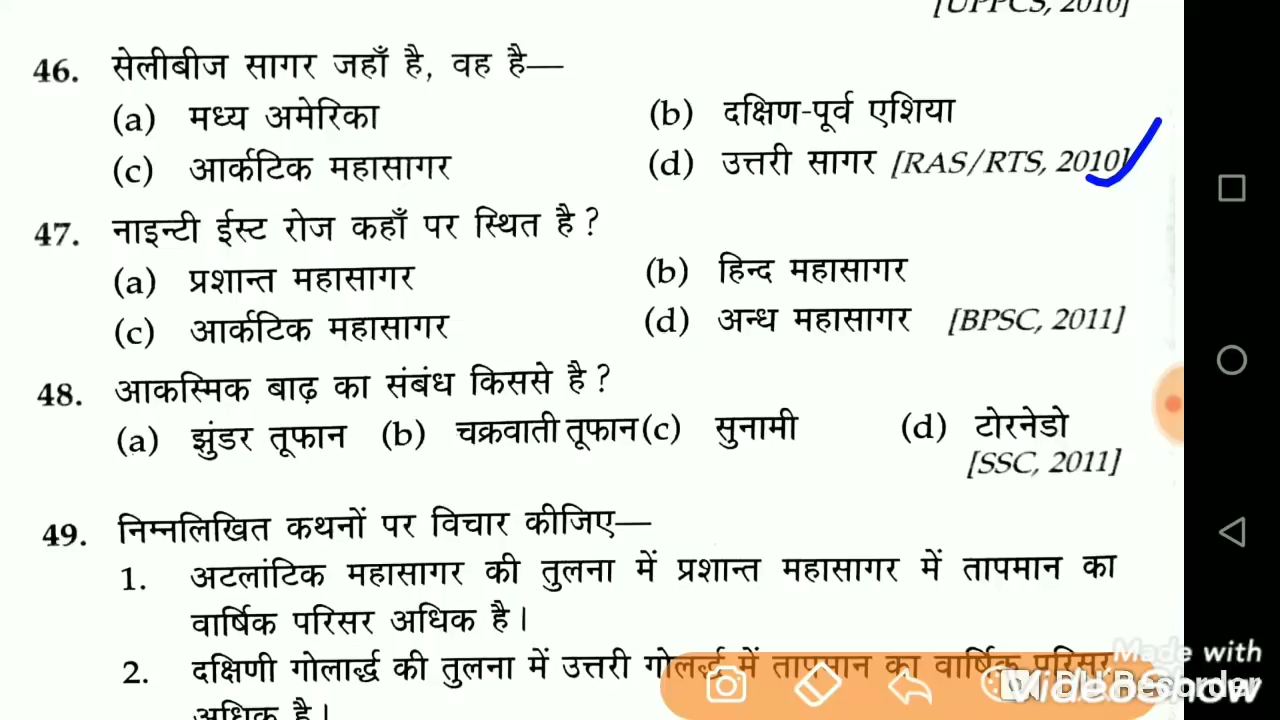 [UPPCS, 2010]
46. सेलीबीज सागर जहाँ है, वह है—
(a) मध्य अमेरिका (b) दक्षिण-पूर्व एशिया
(c) आर्कटिक महासागर (d) उत्तरी सागर [RAS/RTS, 2010]
47. नाइन्टी ईस्ट रोज कहाँ पर स्थित है ?
(a) प्रशान्त महासागर (b) हिन्द महासागर
(c) आर्कटिक महासागर (d) अन्ध महासागर [BPSC, 2011]
48. आकस्मिक बाढ़ का संबंध किससे है ?
(a) झुंडर तूफान (b) चक्रवाती तूफान (c) सुनामी (d) टोरनेडो
[SSC, 2011]
49. निम्नलिखित कथनों पर विचार कीजिए—
1. अटलांटिक महासागर की तुलना में प्रशान्त महासागर में तापमान का
वार्षिक परिसर अधिक है।
2. दक्षिणी गोलार्द्ध की तुलना में उत्तरी गोलर्द्ध में तापमान का वार्षिक परिसर
अधिक है।
Made with
VideoShow